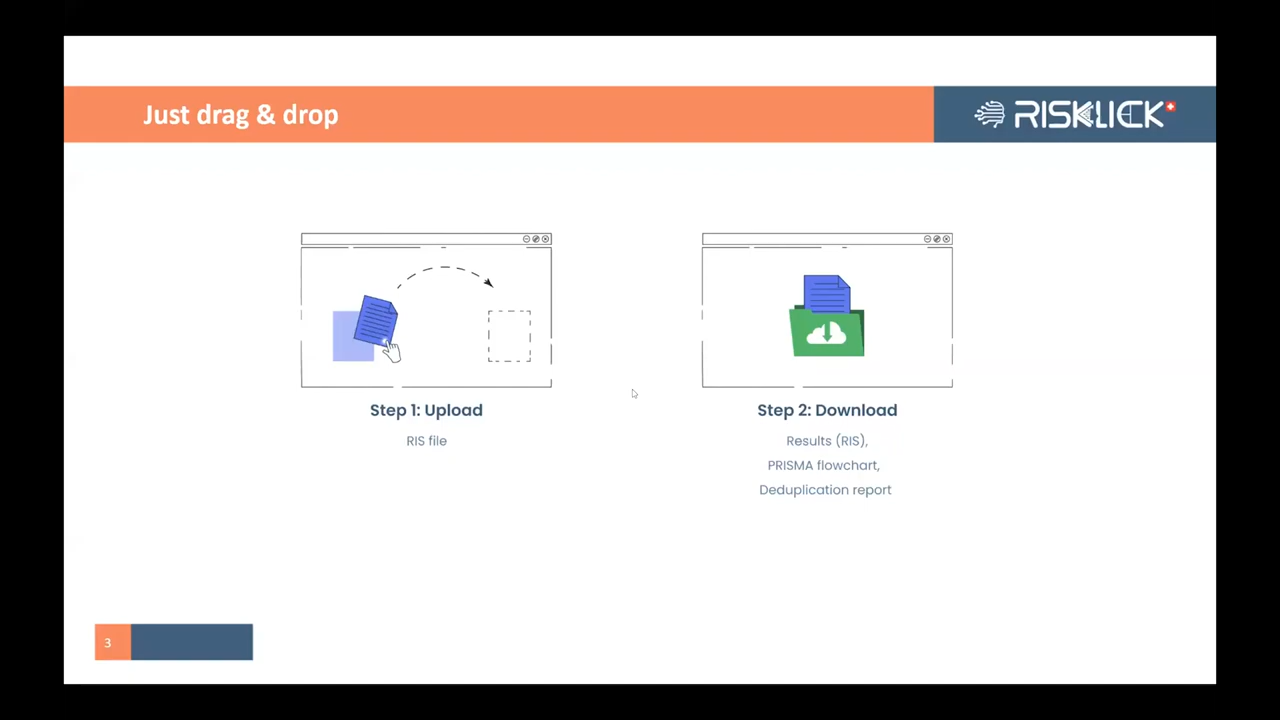 Just drag & drop
RISKLICK
Step 1: Upload
RIS file
Step 2: Download
Results (RIS),
PRISMA flowchart,
Deduplication report
3